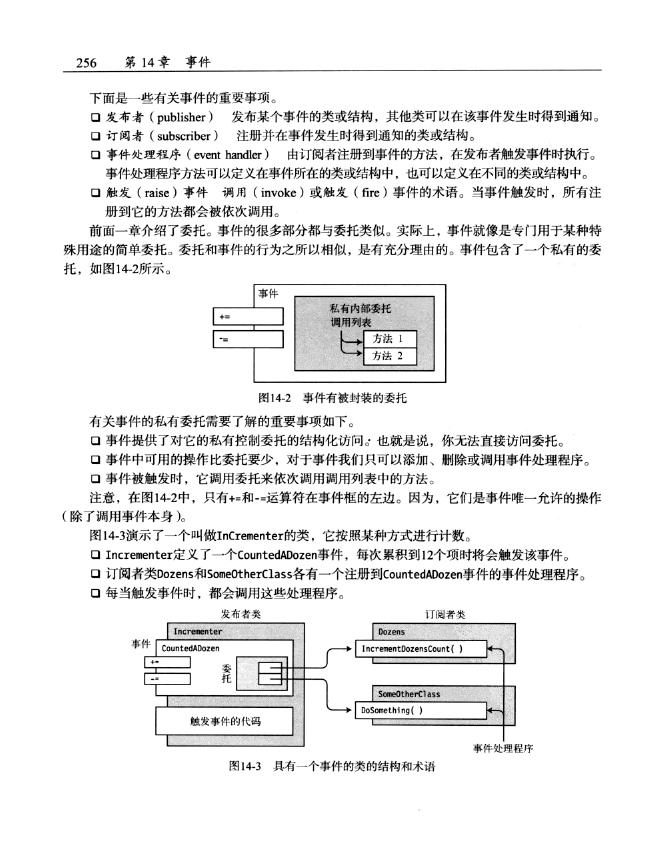 256 第14章 事件
下面是一些有关事件的重要事项。
❑ 发布者（publisher） 发布某个事件的类或结构，其他类可以在该事件发生时得到通知。
❑ 订阅者（subscriber） 注册并在事件发生时得到通知的类或结构。
❑ 事件处理程序（event handler） 由订阅者注册到事件的方法，在发布者触发事件时执行。
事件处理程序方法可以定义在事件所在的类或结构中，也可以定义在不同的类或结构中。
❑ 触发（raise）事件 调用（invoke）或触发（fire）事件的术语。当事件触发时，所有注
册到它的方法都会被依次调用。
前面一章介绍了委托。事件的很多部分都与委托类似。实际上，事件就像是专门用于某种特
殊用途的简单委托。委托和事件的行为之所以相似，是有充分理由的。事件包含了一个私有的委
托，如图14-2所示。
事件
+=
-=
私有内部委托
调用列表
方法 1
方法 2
图14-2 事件有被封装的委托
有关事件的私有委托需要了解的重要事项如下。
❑ 事件提供了对它的私有控制委托的结构化访问。也就是说，你无法直接访问委托。
❑ 事件中可用的操作比委托要少，对于事件我们只可以添加、删除或调用事件处理程序。
❑ 事件被触发时，它调用委托来依次调用调用列表中的方法。
注意，在图14-2中，只有+=和-=运算符在事件框的左边。因为，它们是事件唯一允许的操作
（除了调用事件本身）。
图14-3演示了一个叫做InCrementer的类，它按照某种方式进行计数。
❑ Incrementer定义了一个CountedADozen事件，每次累积到12个项时将会触发该事件。
❑ 订阅者类Dozens和SomeOtherClass各有一个注册到CountedADozen事件的事件处理程序。
❑ 每当触发事件时，都会调用这些处理程序。
发布者类
订阅者类
Incrementer
事件
CountedADozen
+=
-=
委
托
触发事件的代码
Dozens
IncrementDozensCount( )
SomeOtherClass
DoSomething( )
事件处理程序
图14-3 具有一个事件的类的结构和术语